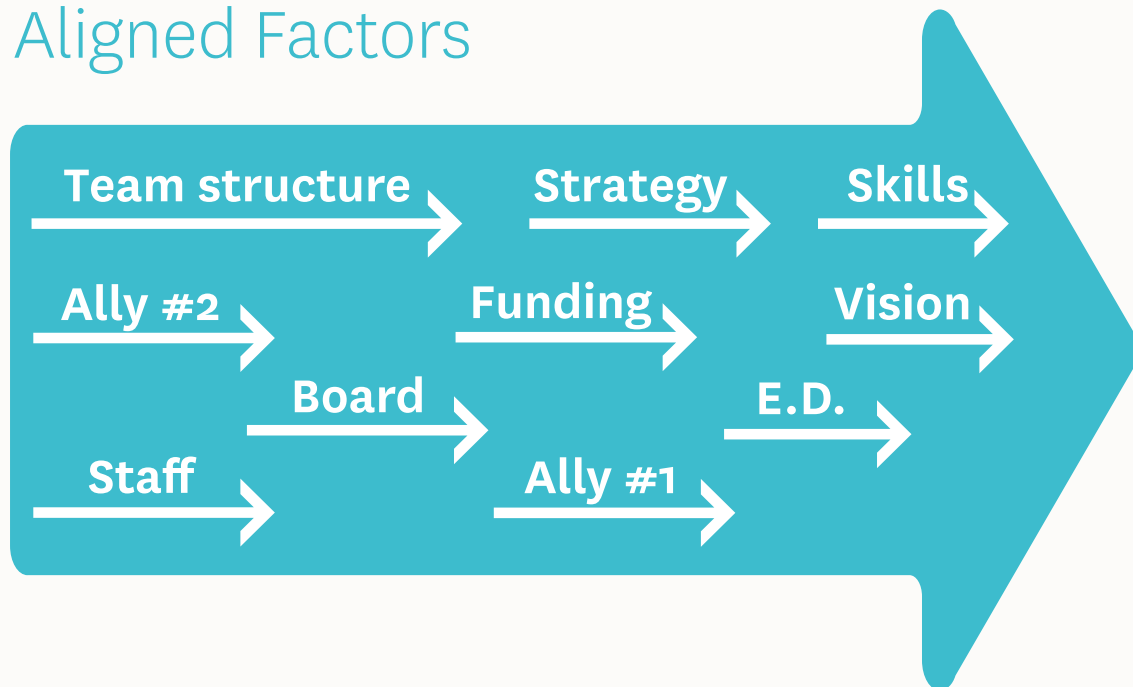 Aligned Factors
Team structure Strategy Skills
Ally #2 Funding Vision
Board E.D.
Staff Ally #1